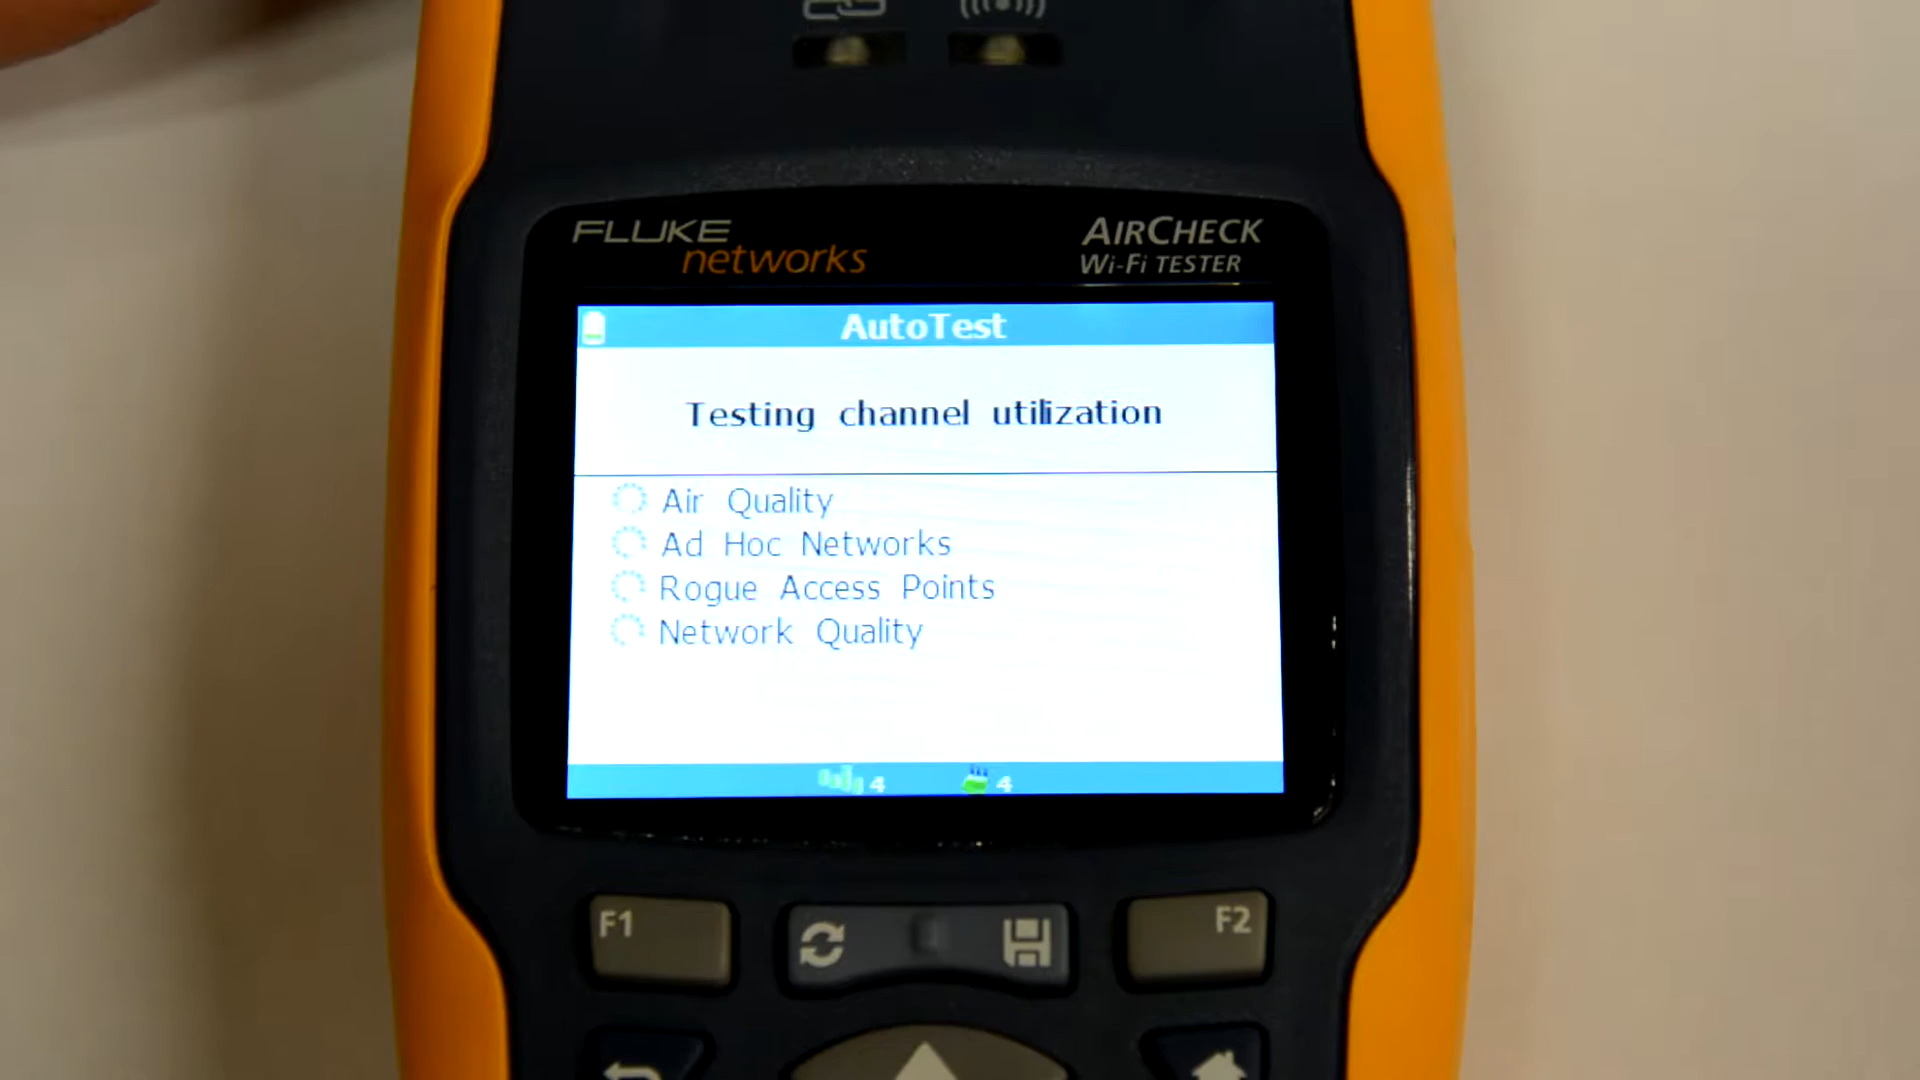 FLUKE
networks
AIRCHECK
Wi-Fi TESTER
AutoTest
Testing channel utilization
Air Quality
Ad Hoc Networks
Rogue Access Points
Network Quality
4 4
F1
F2